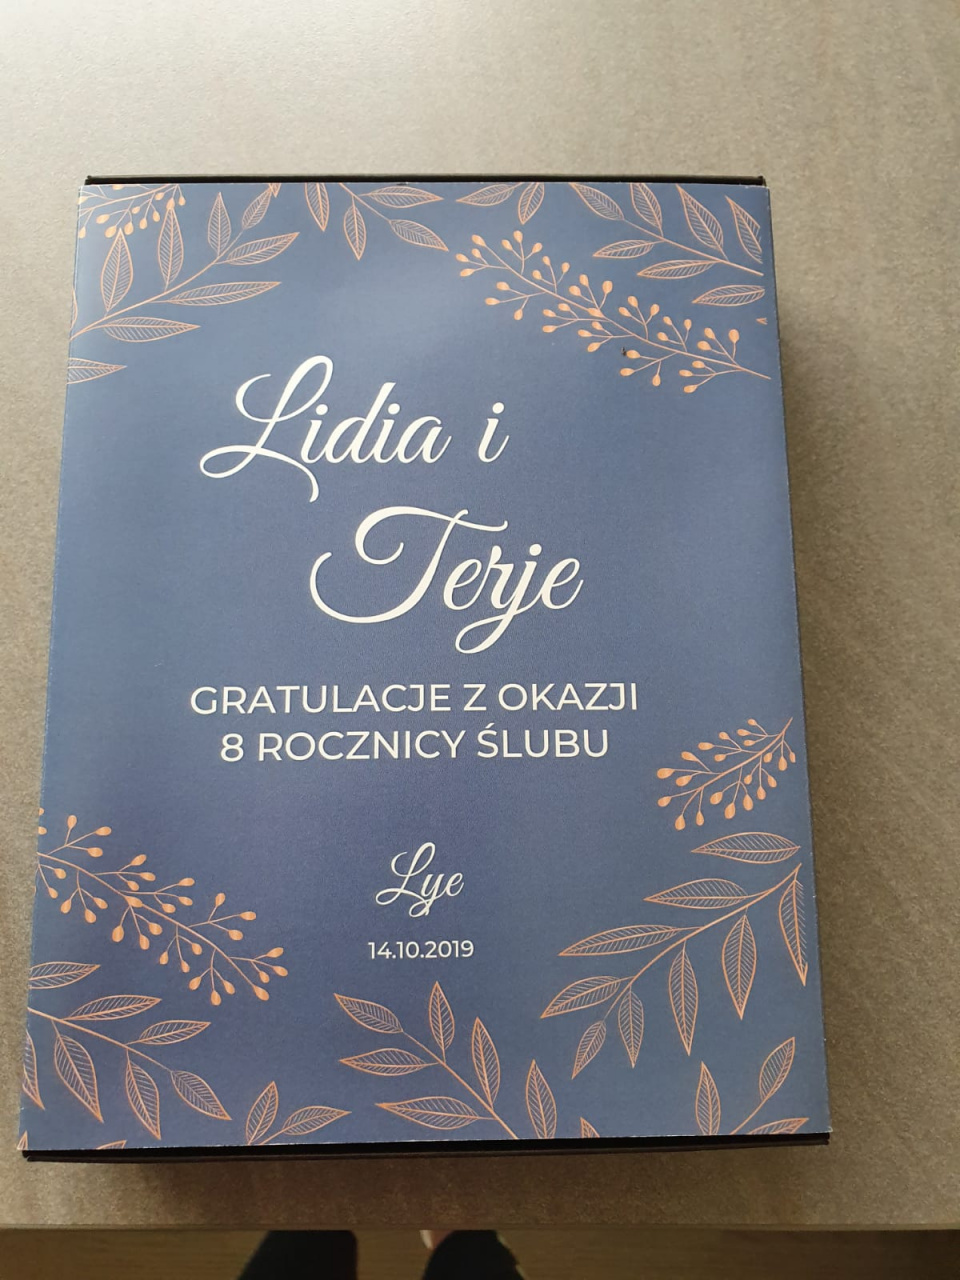 Lidia i
Terje
GRATULACJE Z OKAZJI
8 ROCZNICY ŚLUBU
Lye
14.10.2019